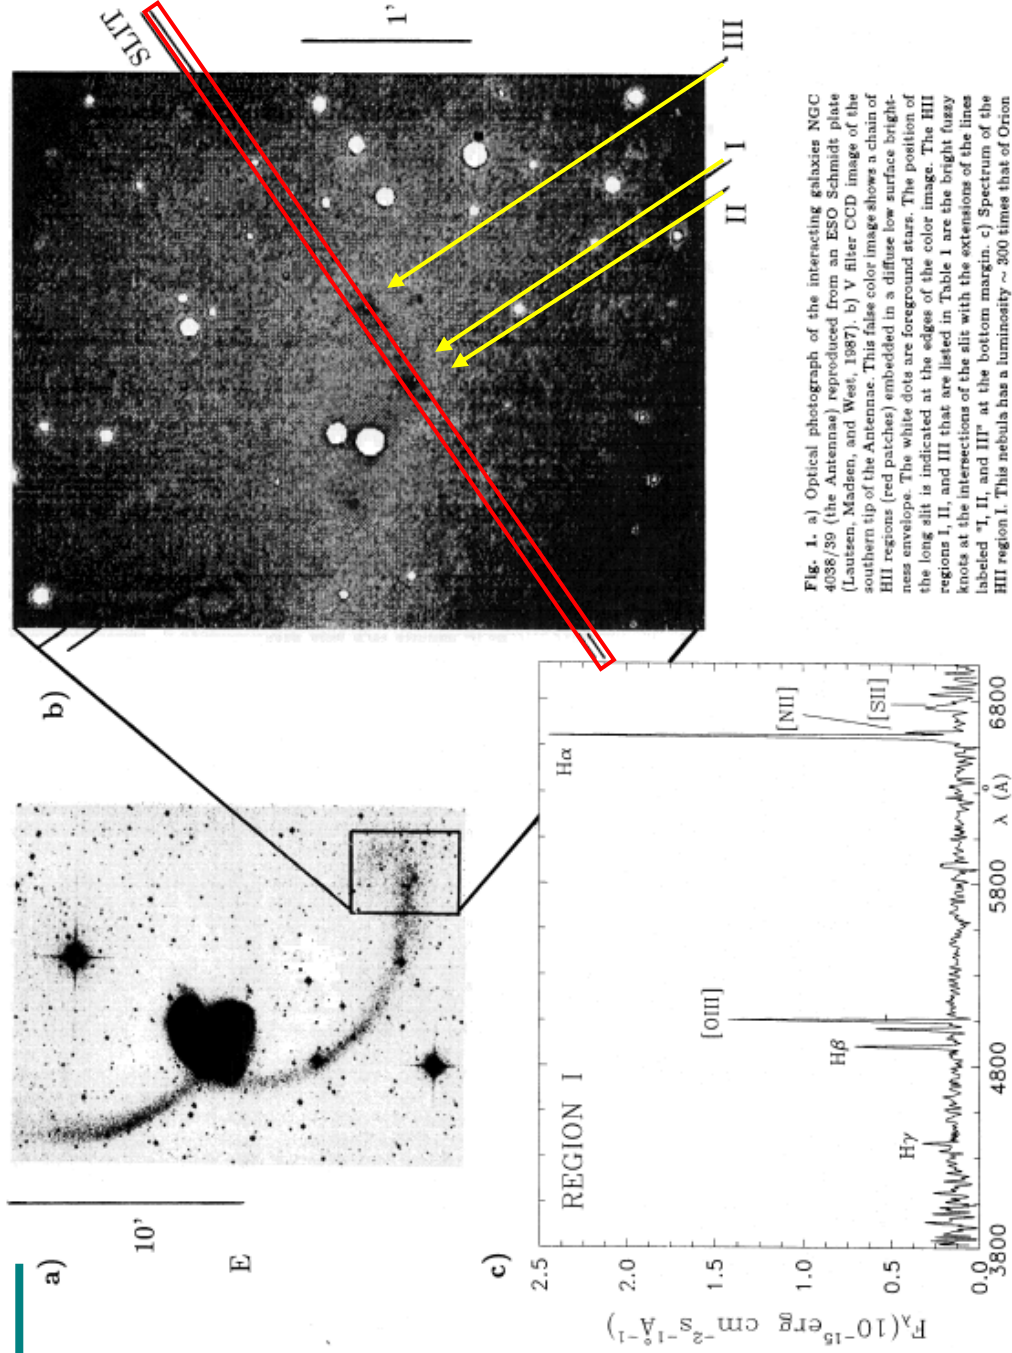 a)
10'
E
b)
SLIT
1'
III
I
II
c)
REGION I
Hγ
Hβ
[OIII]
Hα
[NII]
[SII]
2.5
2.0
1.5
1.0
0.5
0.0
3800
4800
5800
6800
λ (Å)
F_λ(10⁻¹⁵erg cm⁻²s⁻¹Å⁻¹)
Fig. 1. a) Optical photograph of the interacting galaxies NGC
4038/39 (the Antennae) reproduced from an ESO Schmidt plate
(Lautsen, Madsen, and West, 1987). b) V filter CCD image of the
southern tip of the Antennae. This false color image shows a chain of
HII regions (red patches) embedded in a diffuse low surface bright-
ness envelope. The white dots are foreground stars. The position of
the long slit is indicated at the edges of the color image. The HII
regions I, II, and III that are listed in Table 1 are the bright fuzzy
knots at the intersections of the slit with the extensions of the lines
labeled "I, II, and III" at the bottom margin. c) Spectrum of the
HII region I. This nebula has a luminosity ~ 300 times that of Orion